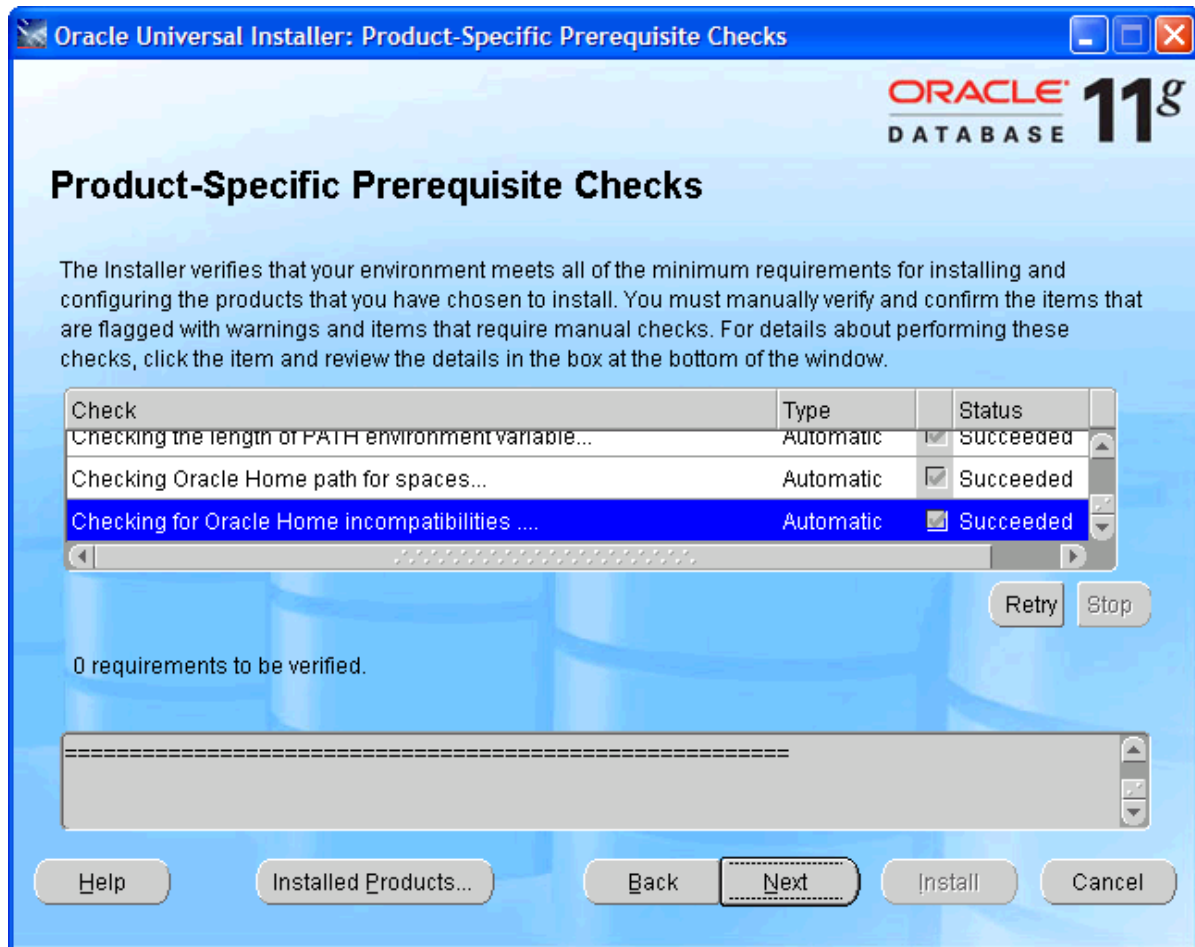 Oracle Universal Installer: Product-Specific Prerequisite Checks
ORACLE 11g
DATABASE
Product-Specific Prerequisite Checks
The Installer verifies that your environment meets all of the minimum requirements for installing and
configuring the products that you have chosen to install. You must manually verify and confirm the items that
are flagged with warnings and items that require manual checks. For details about performing these
checks, click the item and review the details in the box at the bottom of the window.
Check Type Status
Checking the length of PATH environment variable... Automatic Succeeded
Checking Oracle Home path for spaces... Automatic Succeeded
Checking for Oracle Home incompatibilities .... Automatic Succeeded
Retry Stop
0 requirements to be verified.
========================================================
Help Installed Products... Back Next Install Cancel